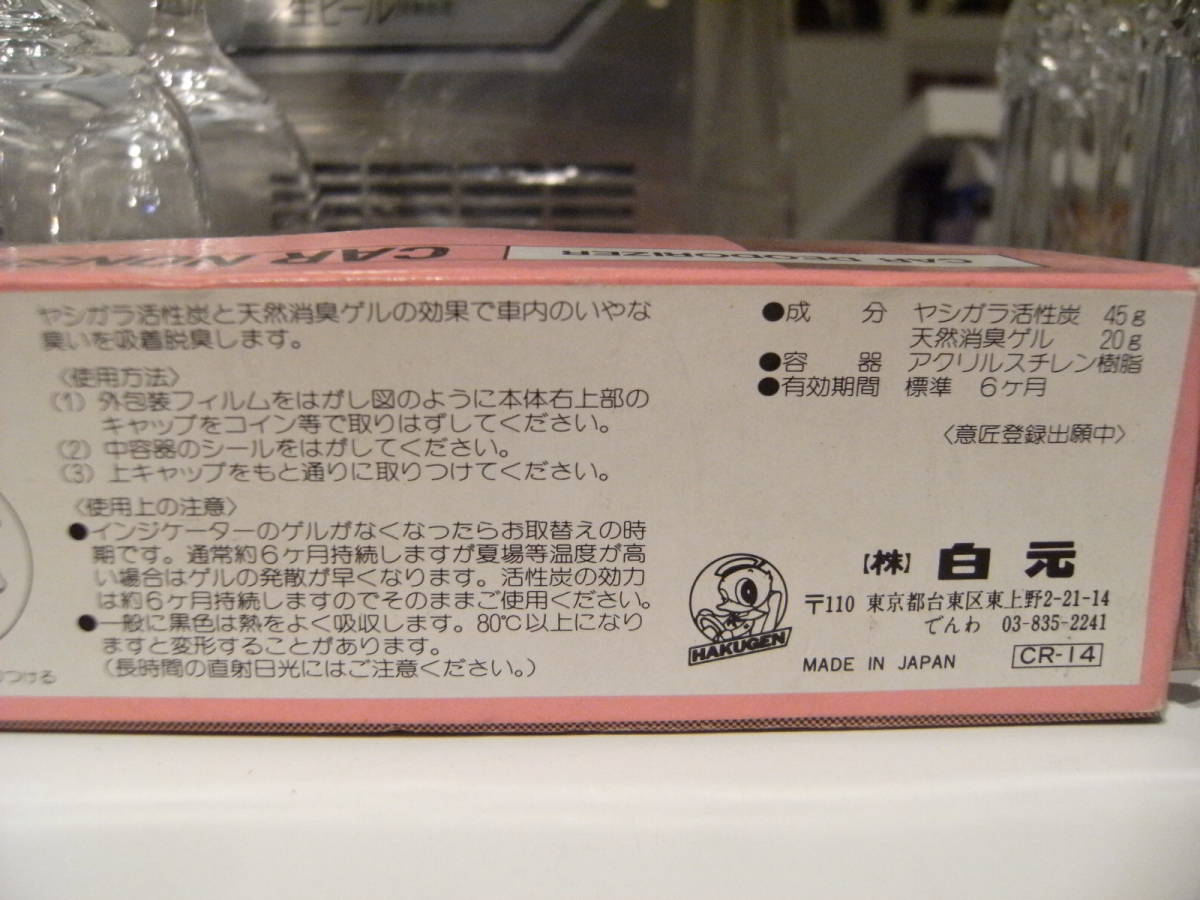 生ビール
CAR DEODORIZER
CAR
ヤシガラ活性炭と天然消臭ゲルの効果で車内のいやな
臭いを吸着脱臭します。
〈使用方法〉
(1) 外包装フィルムをはがし図のように本体右上部の
キャップをコイン等で取りはずしてください。
(2) 中容器のシールをはがしてください。
(3) 上キャップをもと通りに取りつけてください。
〈使用上の注意〉
●インジケーターのゲルがなくなったらお取替えの時
期です。通常約6ヶ月持続しますが夏場等温度が高
い場合はゲルの発散が早くなります。活性炭の効力
は約6ヶ月持続しますのでそのままご使用ください。
●一般に黒色は熱をよく吸収します。80℃以上になり
ますと変形することがあります。
(長時間の直射日光にはご注意ください。)
つける
●成 分 ヤシガラ活性炭 45g
天然消臭ゲル 20g
●容 器 アクリルスチレン樹脂
●有効期間 標準 6ヶ月
〈意匠登録出願中〉
HAKUGEN
【株】白元
〒110 東京都台東区東上野2-21-14
でんわ 03-835-2241
MADE IN JAPAN
CR-14